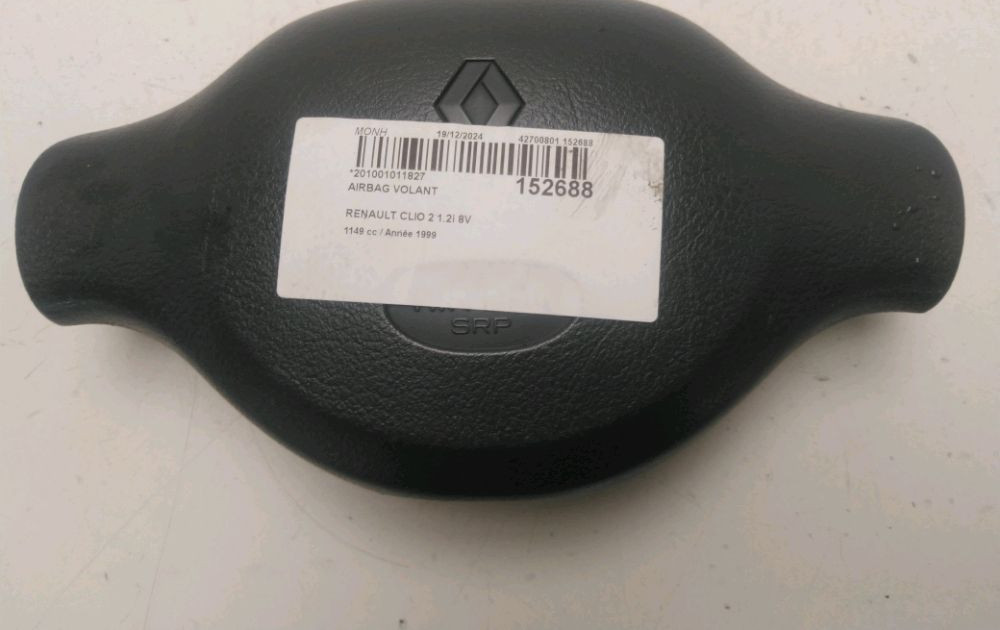 MONH 19/12/2024 42700801 152688
*201001011827
152688
AIRBAG VOLANT
RENAULT CLIO 2 1.2i 8V
1149 cc / Année 1999
SRP